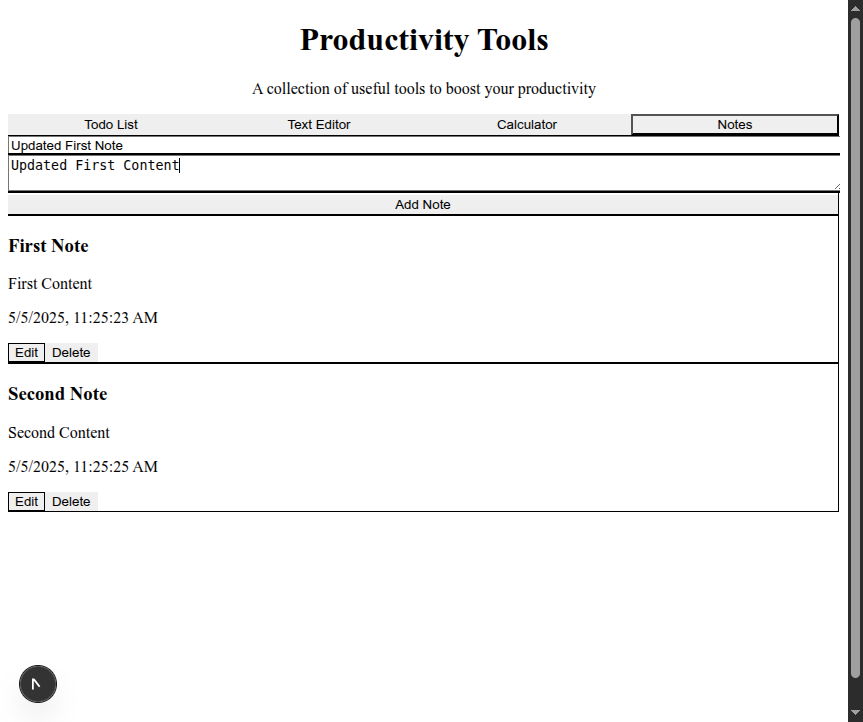 Productivity Tools
A collection of useful tools to boost your productivity
Todo List Text Editor Calculator Notes
Updated First Note
Updated First Content
Add Note
First Note
First Content
5/5/2025, 11:25:23 AM
Edit Delete
Second Note
Second Content
5/5/2025, 11:25:25 AM
Edit Delete